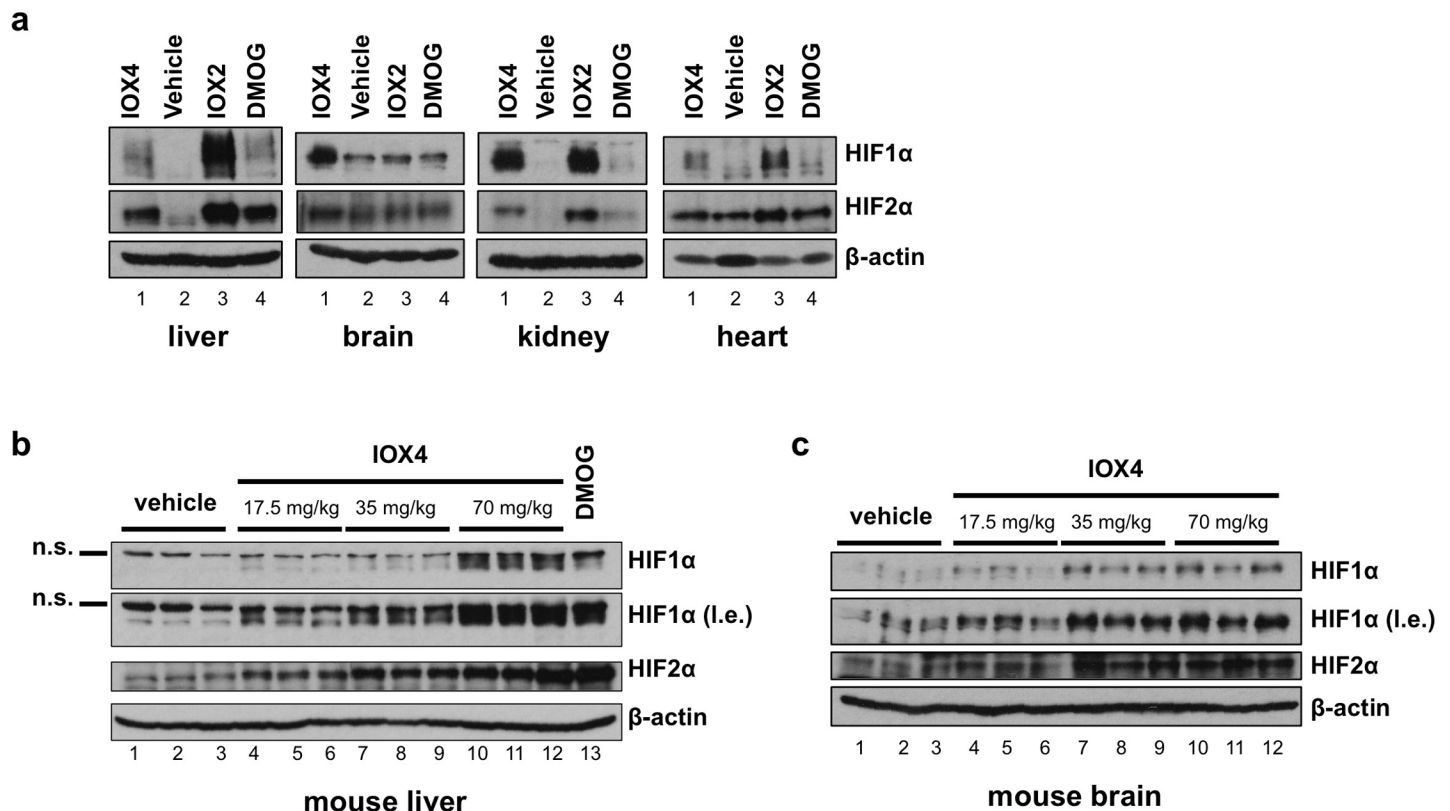 a
IOX4 Vehicle IOX2 DMOG IOX4 Vehicle IOX2 DMOG IOX4 Vehicle IOX2 DMOG IOX4 Vehicle IOX2 DMOG
HIF1α
HIF2α
β-actin
1 2 3 4 1 2 3 4 1 2 3 4 1 2 3 4
liver brain kidney heart
b
IOX4
DMOG
vehicle 17.5 mg/kg 35 mg/kg 70 mg/kg
n.s.
HIF1α
n.s.
HIF1α (l.e.)
HIF2α
β-actin
1 2 3 4 5 6 7 8 9 10 11 12 13
mouse liver
c
IOX4
vehicle 17.5 mg/kg 35 mg/kg 70 mg/kg
HIF1α
HIF1α (l.e.)
HIF2α
β-actin
1 2 3 4 5 6 7 8 9 10 11 12
mouse brain